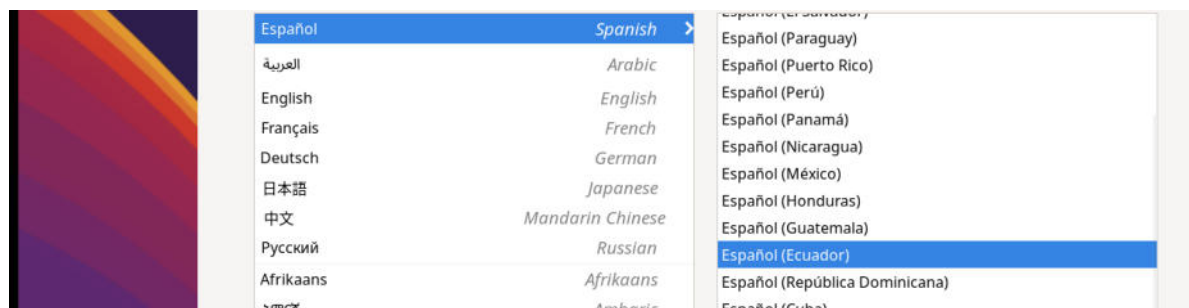 Español Spanish
العربية Arabic
English English
Français French
Deutsch German
日本語 Japanese
中文 Mandarin Chinese
Русский Russian
Afrikaans Afrikaans
Español (Paraguay)
Español (Puerto Rico)
Español (Perú)
Español (Panamá)
Español (Nicaragua)
Español (México)
Español (Honduras)
Español (Guatemala)
Español (Ecuador)
Español (República Dominicana)